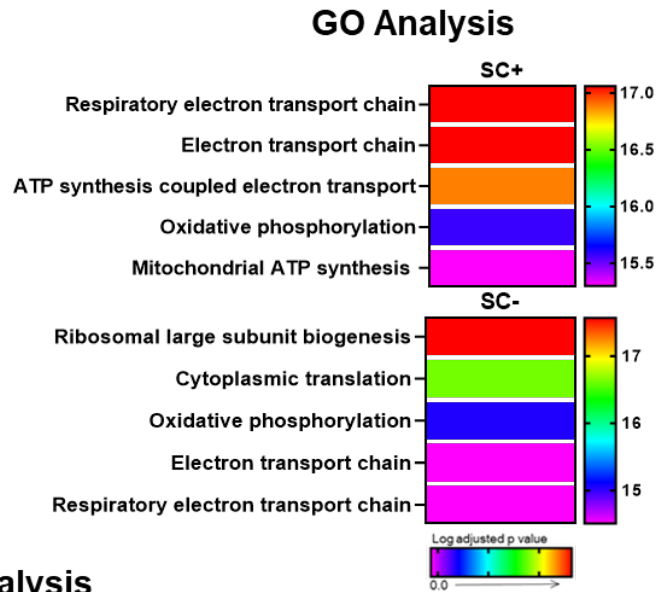 GO Analysis
SC+
Respiratory electron transport chain
Electron transport chain
ATP synthesis coupled electron transport
Oxidative phosphorylation
Mitochondrial ATP synthesis
17.0
16.5
16.0
15.5
SC-
Ribosomal large subunit biogenesis
Cytoplasmic translation
Oxidative phosphorylation
Electron transport chain
Respiratory electron transport chain
17
16
15
Log adjusted p value
0.0
alysis